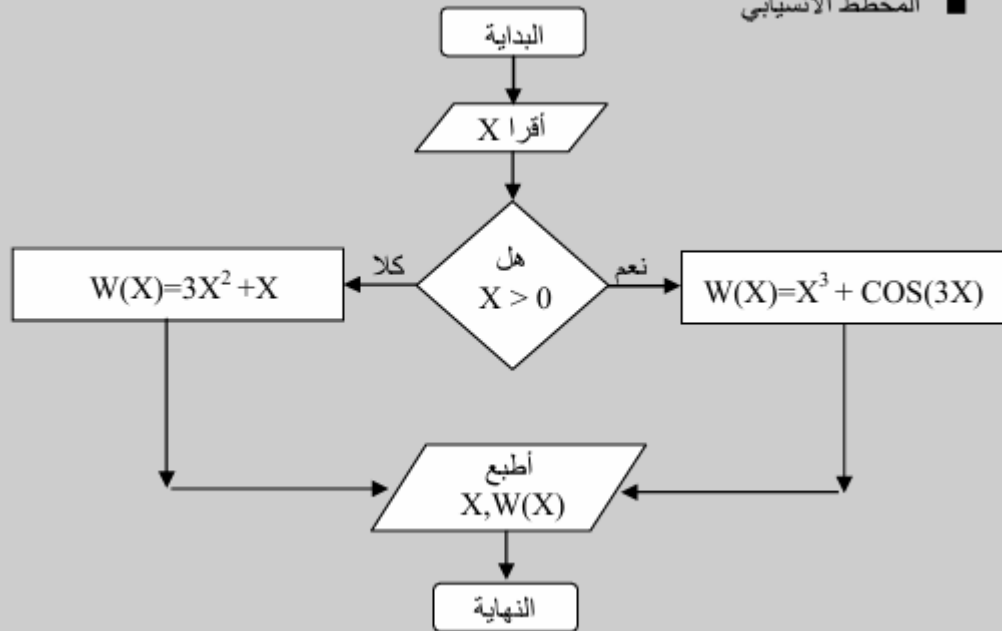 ■ المخطط الانسيابي
البداية
أقرا X
هل
X > 0
نعم
كلا
W(X)=X³ + COS(3X)
W(X)=3X² +X
أطبع
X,W(X)
النهاية